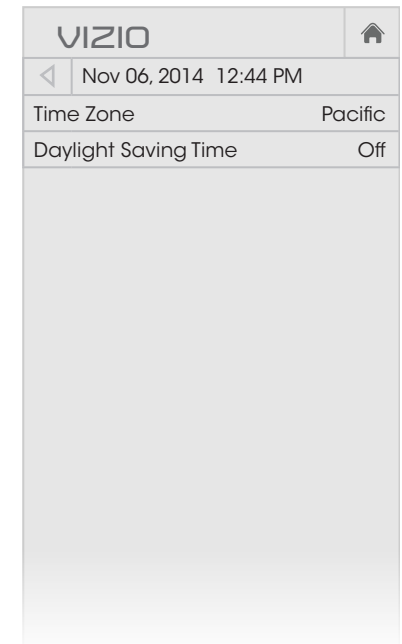 VIZIO
Nov 06, 2014 12:44 PM
Time Zone Pacific
Daylight Saving Time Off